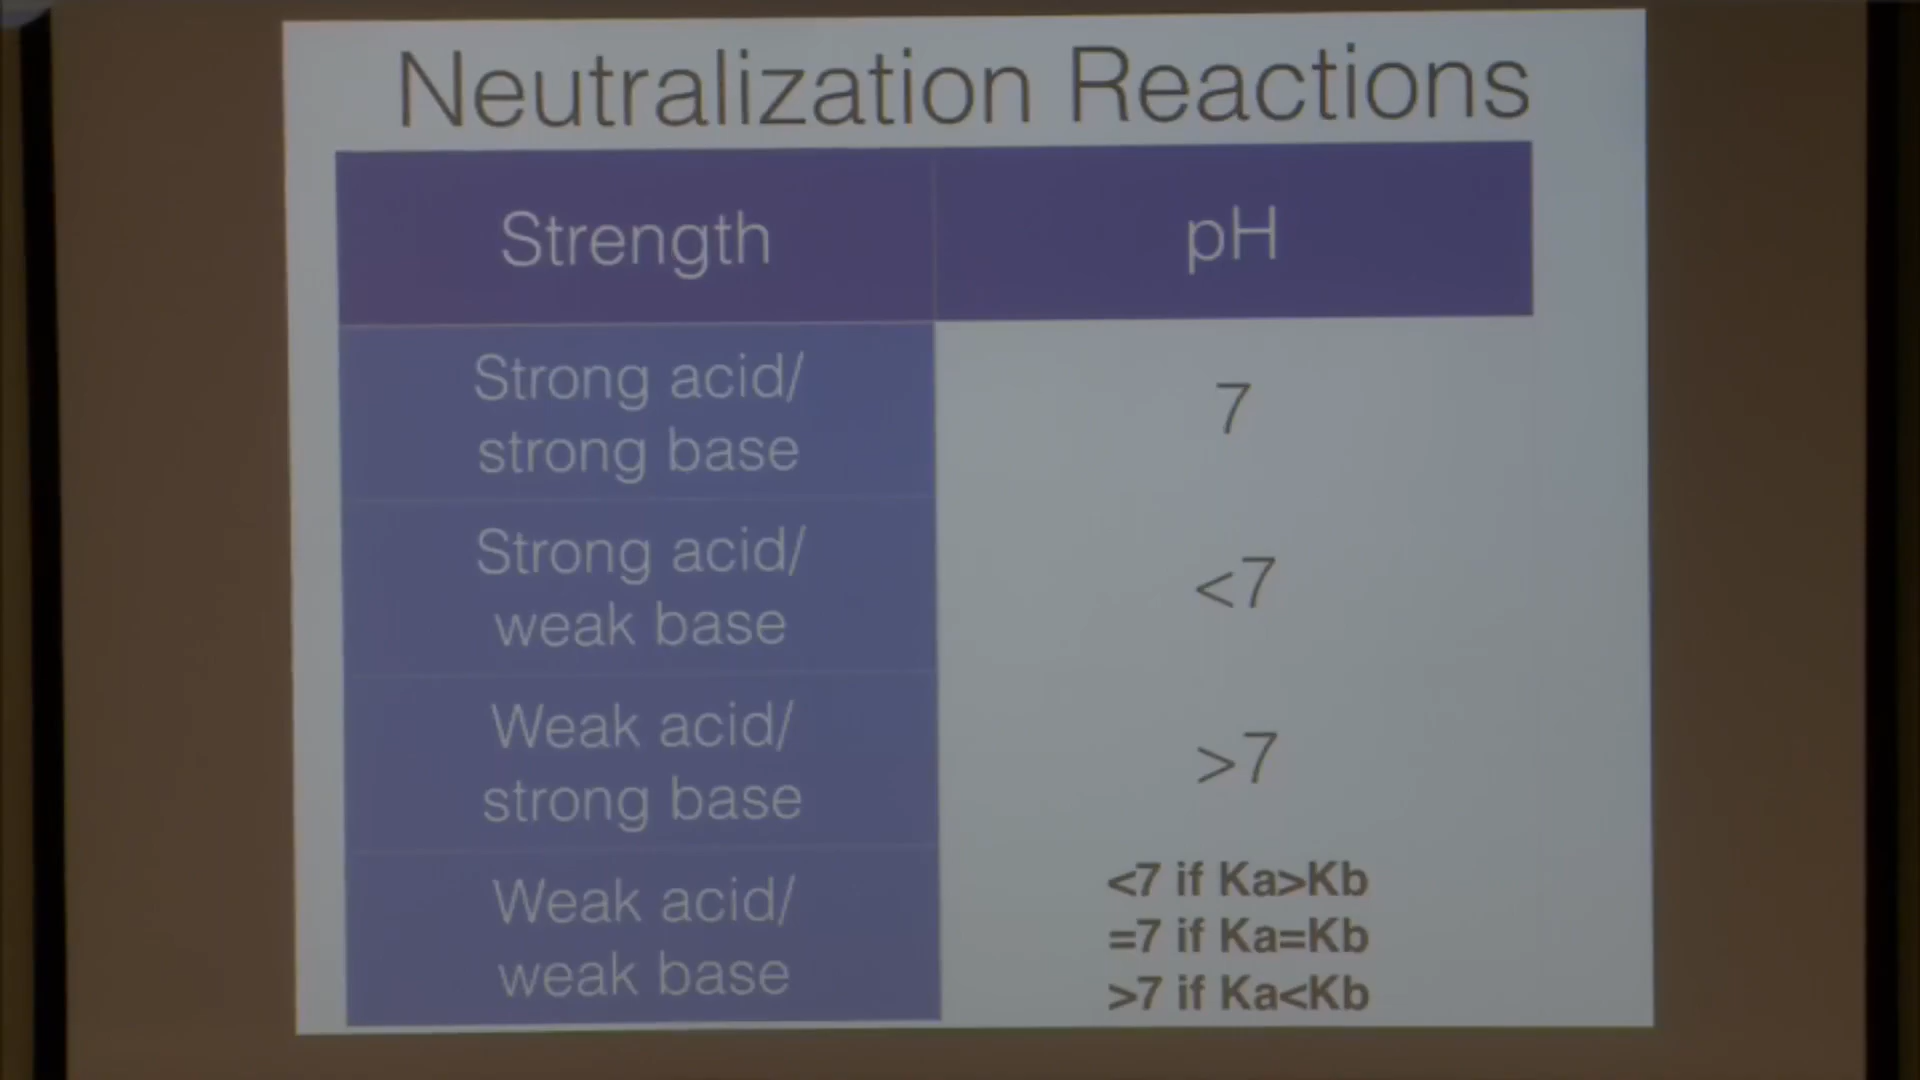 Neutralization Reactions
Strength
pH
Strong acid/
strong base
7
Strong acid/
weak base
<7
Weak acid/
strong base
>7
Weak acid/
weak base
<7 if Ka>Kb
=7 if Ka=Kb
>7 if Ka<Kb